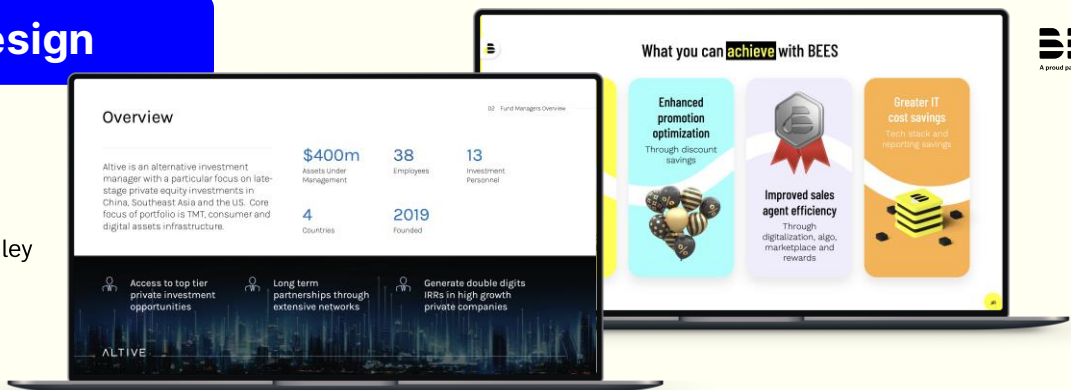 esign
ley
Overview
02 Fund Managers Overview
Altive is an alternative investment
manager with a particular focus on late-
stage private equity investments in
China, Southeast Asia and the US. Core
focus of portfolio is TMT, consumer and
digital assets infrastructure.
$400m
Assets Under
Management
38
Employees
13
Investment
Personnel
4
Countries
2019
Founded
Access to top tier
private investment
opportunities
Long term
partnerships through
extensive networks
Generate double digits
IRRs in high growth
private companies
ALTIVE
What you can achieve with BEES
Enhanced
promotion
optimization
Through discount
savings
Improved sales
agent efficiency
Through
digitalization, algo,
marketplace and
rewards
Greater IT
cost savings
Tech stack and
reporting savings
A proud pa